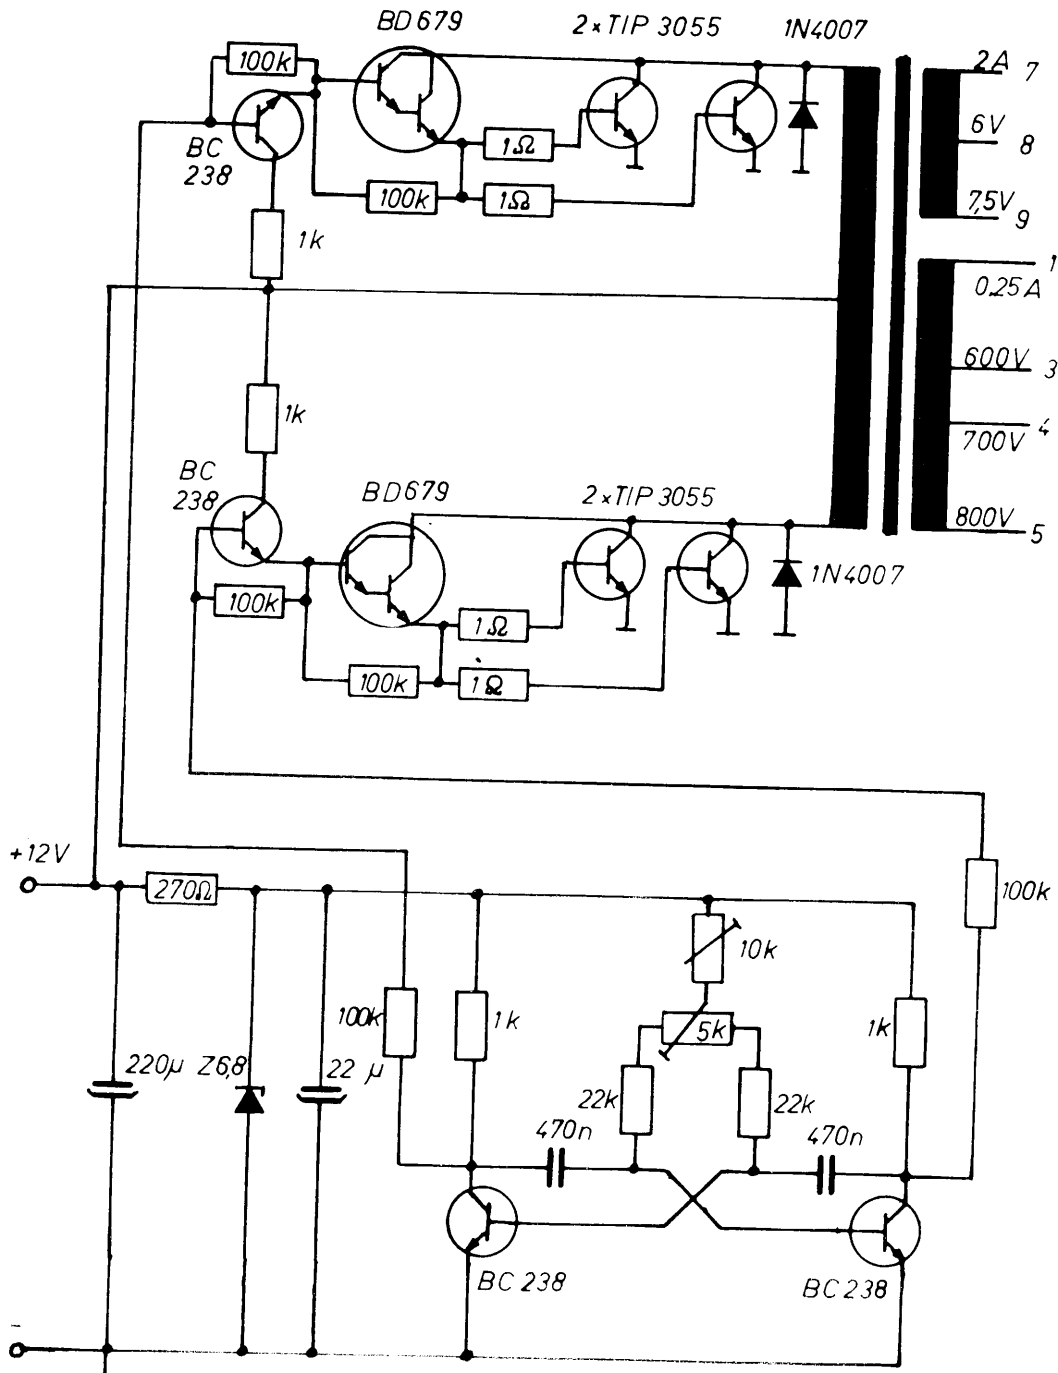 BD 679
2×TIP 3055
1N4007
100k
2A 7
6V 8
7,5V 9
BC
238
1Ω
100k
1Ω
1k
1
0,25A
600V 3
1k
4
700V
BC
238
BD679
2×TIP 3055
800V
5
1N4007
100k
1Ω
100k
1Ω
+12V
270Ω
100k
10k
100k
1k
5k
1k
220µ
Z6,8
22 µ
22k
22k
470n
470n
BC 238
BC 238
-